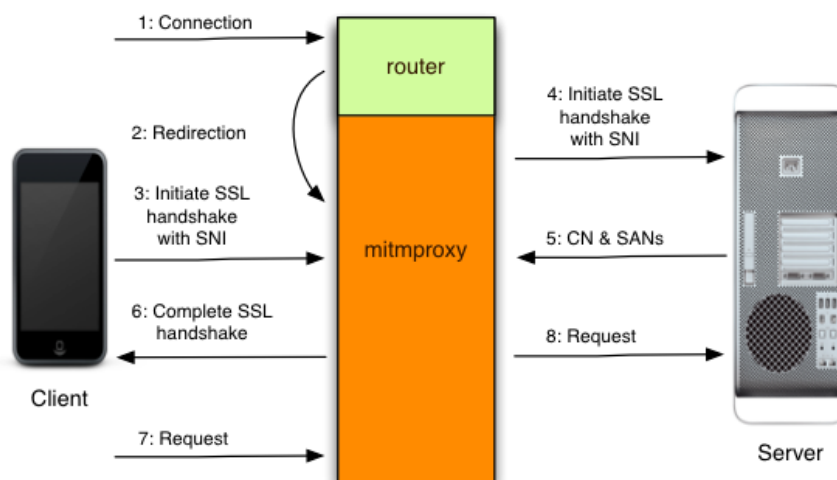 1: Connection
router
2: Redirection
3: Initiate SSL
handshake
with SNI
4: Initiate SSL
handshake
with SNI
mitmproxy
5: CN & SANs
6: Complete SSL
handshake
7: Request
8: Request
Client
Server